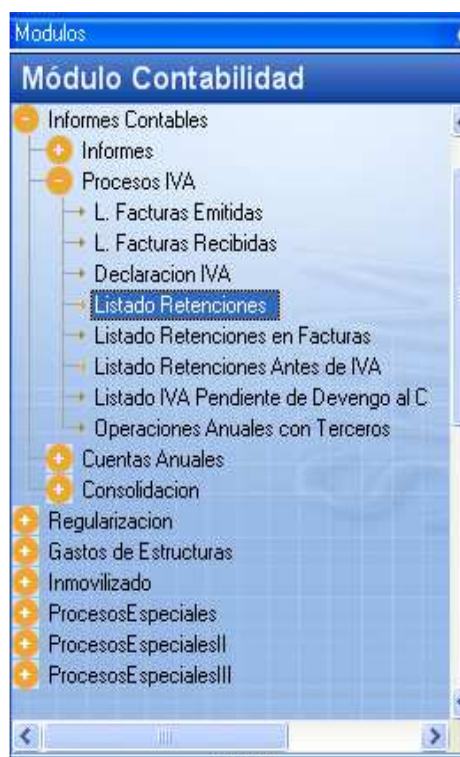 Modulos
Módulo Contabilidad
Informes Contables
Informes
Procesos IVA
L. Facturas Emitidas
L. Facturas Recibidas
Declaracion IVA
Listado Retenciones
Listado Retenciones en Facturas
Listado Retenciones Antes de IVA
Listado IVA Pendiente de Devengo al C
Operaciones Anuales con Terceros
Cuentas Anuales
Consolidacion
Regularizacion
Gastos de Estructuras
Inmovilizado
ProcesosEspeciales
ProcesosEspecialesII
ProcesosEspecialesIII